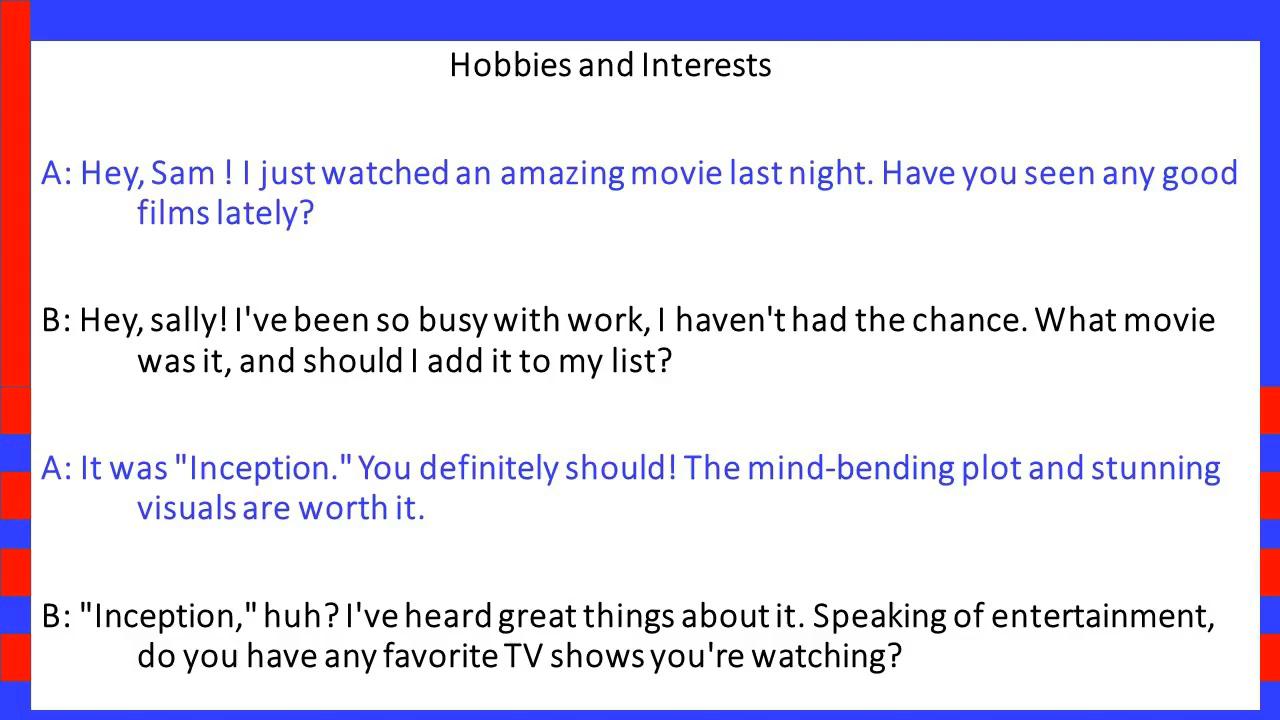 Hobbies and Interests
A: Hey, Sam ! I just watched an amazing movie last night. Have you seen any good
films lately?
B: Hey, sally! I've been so busy with work, I haven't had the chance. What movie
was it, and should I add it to my list?
A: It was "Inception." You definitely should! The mind-bending plot and stunning
visuals are worth it.
B: "Inception," huh? I've heard great things about it. Speaking of entertainment,
do you have any favorite TV shows you're watching?